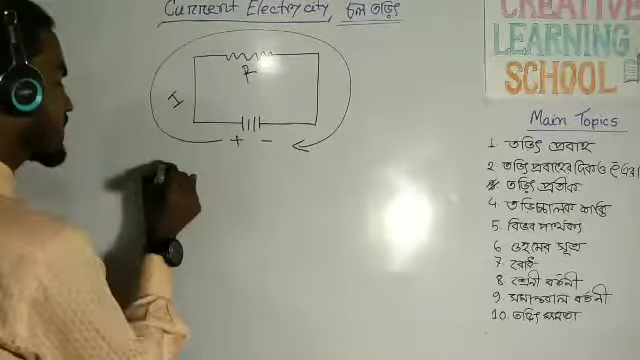 Current Electrycity, চল তড়িৎ
CREATIVE
LEARNING
SCHOOL
R
I
+ -
Main Topics
1 তড়িৎ প্রবাহ
2. তড়িৎ প্রবাহের দিক ও
3. তড়িৎ প্রতীক
4. তড়িচ্চালক শক্তি
5. বিভব পার্থক্য
6 ওহমের সূত্র
7. রোধ
8. শ্রেণী বর্তনী
9. সমান্তরাল বর্তনী
10. তড়িৎ ক্ষমতা